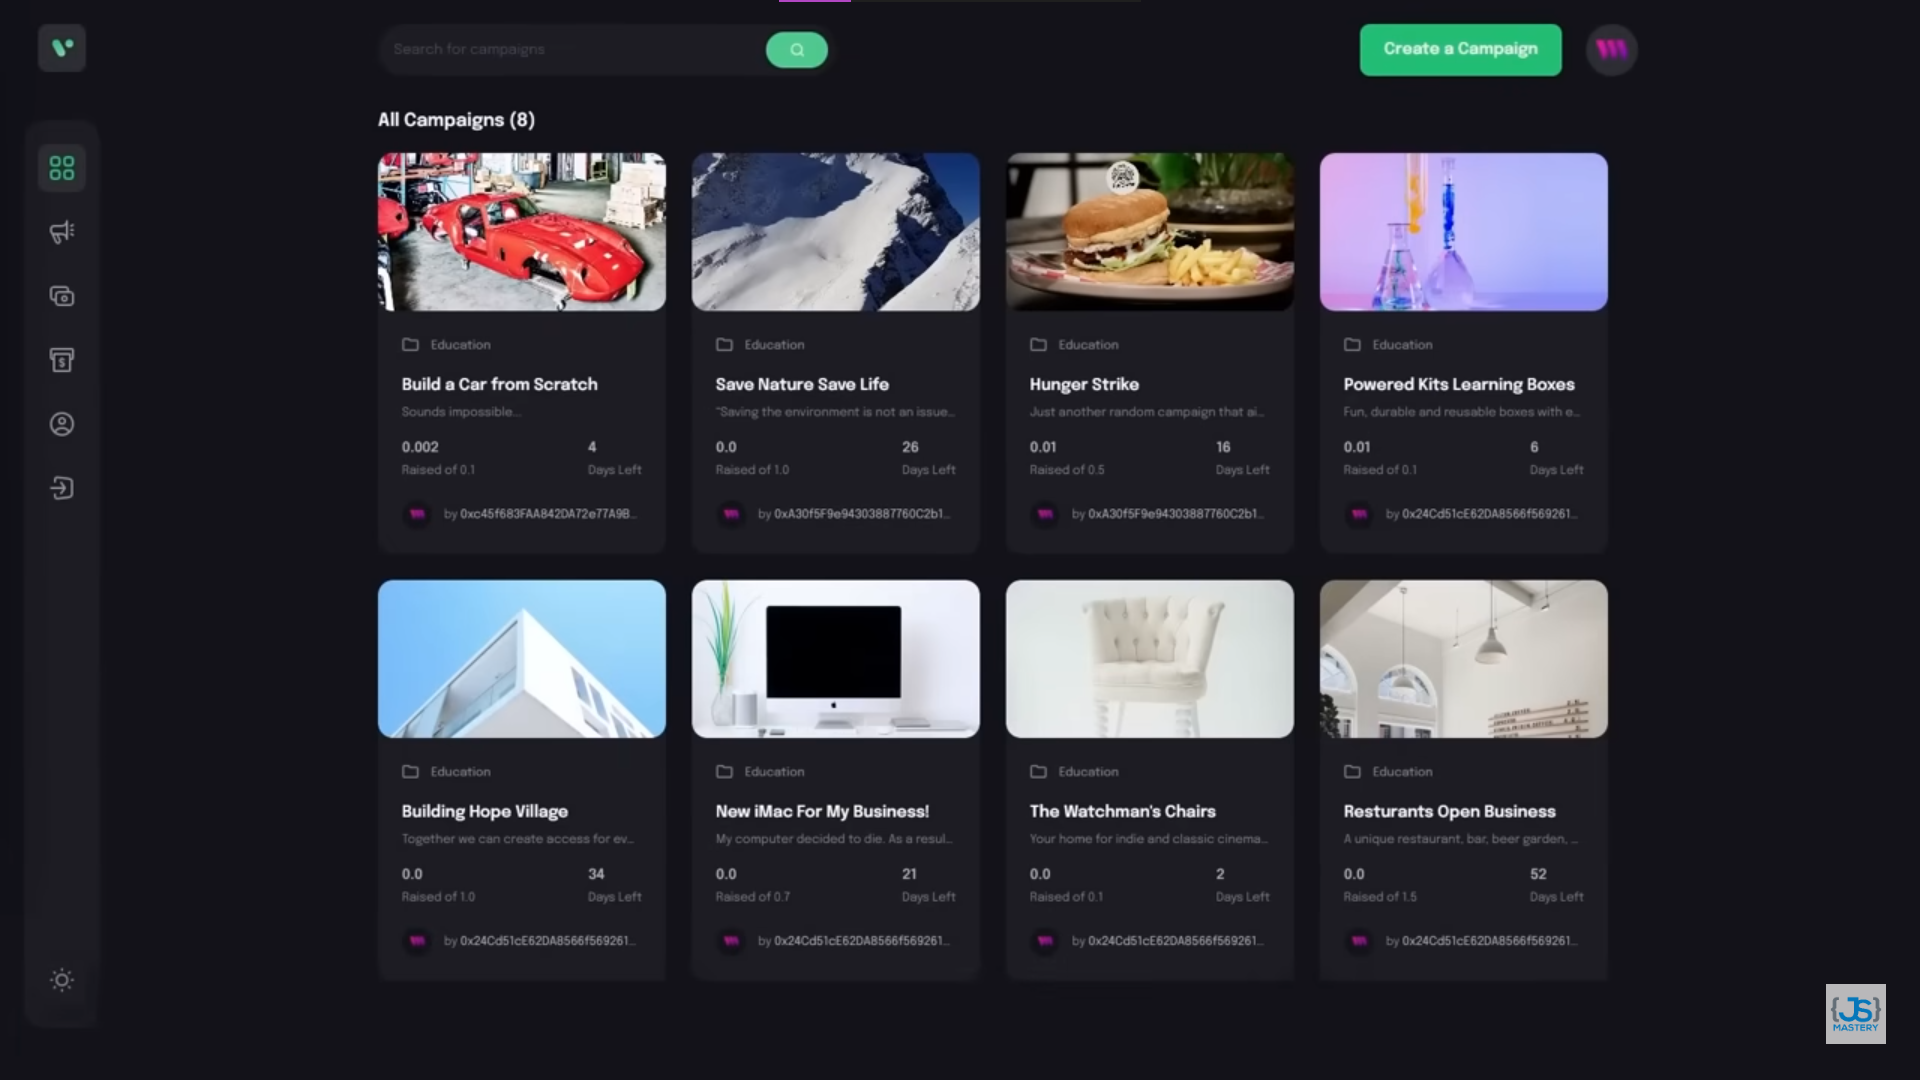 Search for campaigns
Create a Campaign
All Campaigns (8)
Education
Build a Car from Scratch
Sounds impossible...
0.002
4
Raised of 0.1
Days Left
by 0xc45f683FAA842DA72e77A9B...
Education
Save Nature Save Life
"Saving the environment is not an issue...
0.0
26
Raised of 1.0
Days Left
by 0xA30f5F9e94303887760C2b1...
Education
Hunger Strike
Just another random campaign that ai...
0.01
16
Raised of 0.5
Days Left
by 0xA30f5F9e94303887760C2b1...
Education
Powered Kits Learning Boxes
Fun, durable and reusable boxes with e...
0.01
6
Raised of 0.1
Days Left
by 0x24Cd51cE62DA8566f569261...
Education
Building Hope Village
Together we can create access for ev...
0.0
34
Raised of 1.0
Days Left
by 0x24Cd51cE62DA8566f569261...
Education
New iMac For My Business!
My computer decided to die. As a resul...
0.0
21
Raised of 0.7
Days Left
by 0x24Cd51cE62DA8566f569261...
Education
The Watchman's Chairs
Your home for indie and classic cinema...
0.0
2
Raised of 0.1
Days Left
by 0x24Cd51cE62DA8566f569261...
Education
Resturants Open Business
A unique restaurant, bar, beer garden, ...
0.0
52
Raised of 1.5
Days Left
by 0x24Cd51cE62DA8566f569261...
{JS}
MASTERY